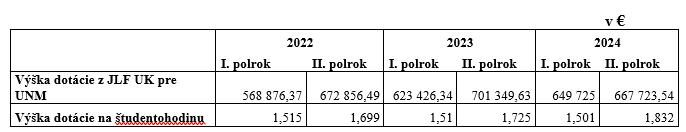 v €
2022 2023 2024
I. polrok II. polrok I. polrok II. polrok I. polrok II. polrok
Výška dotácie z JLF UK pre
UNM 568 876,37 672 856,49 623 426,34 701 349,63 649 725 667 723,54
Výška dotácie na študentohodinu 1,515 1,699 1,51 1,725 1,501 1,832